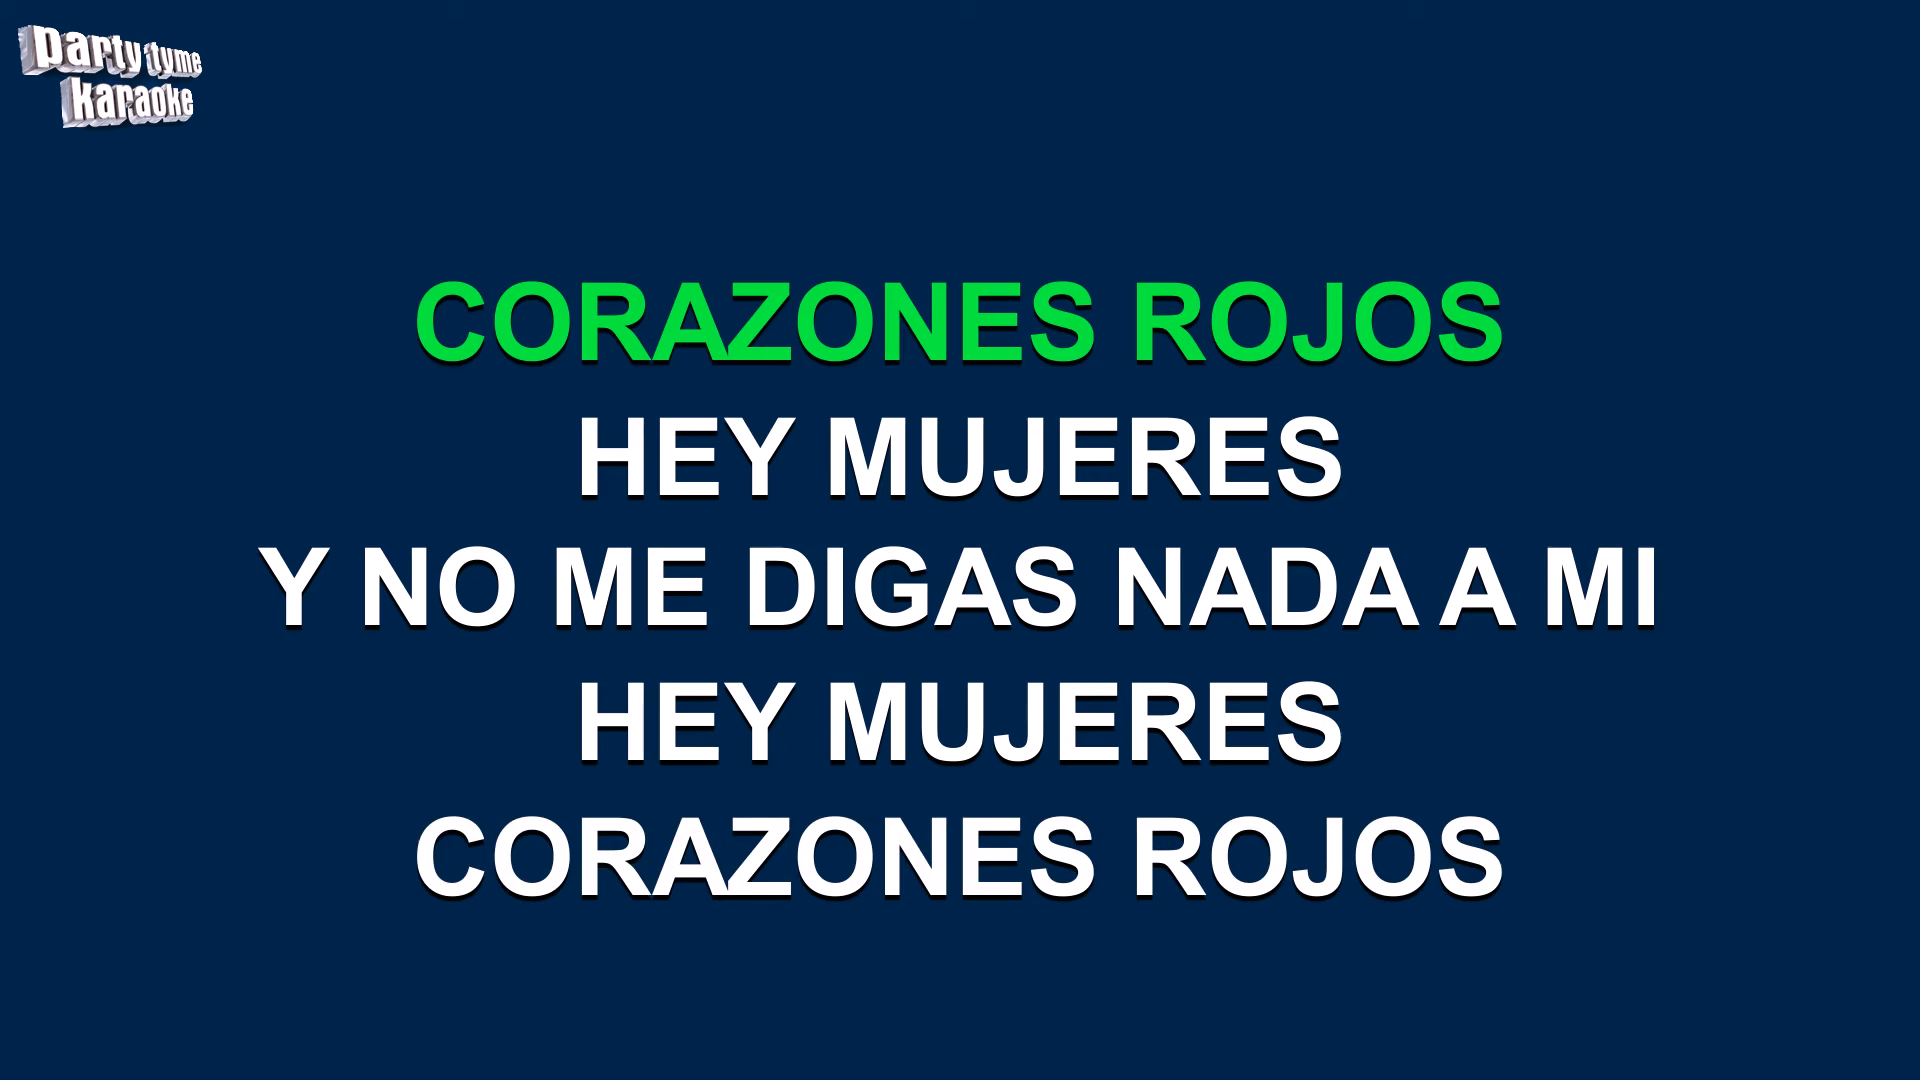 party tyme
karaoke
CORAZONES ROJOS
HEY MUJERES
Y NO ME DIGAS NADA A MI
HEY MUJERES
CORAZONES ROJOS